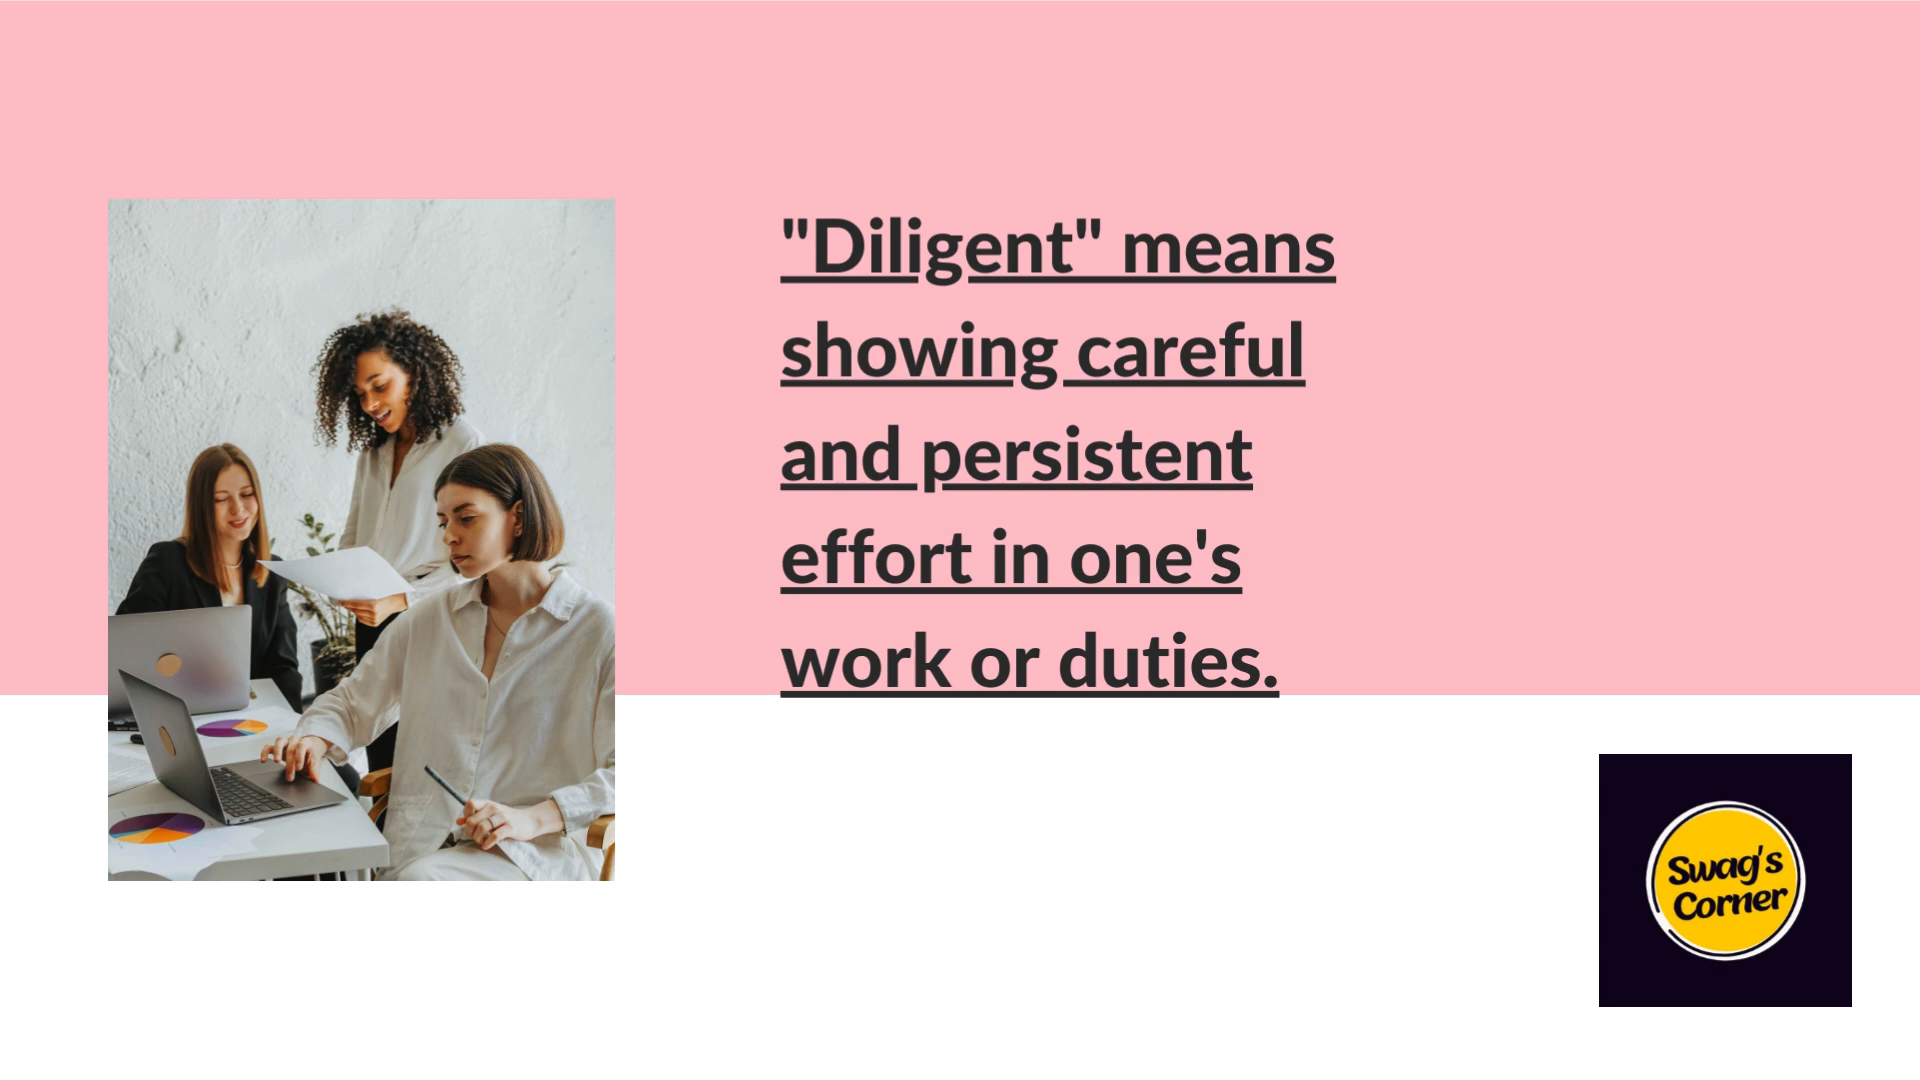 "Diligent" means
showing careful
and persistent
effort in one's
work or duties.
Swag's
Corner